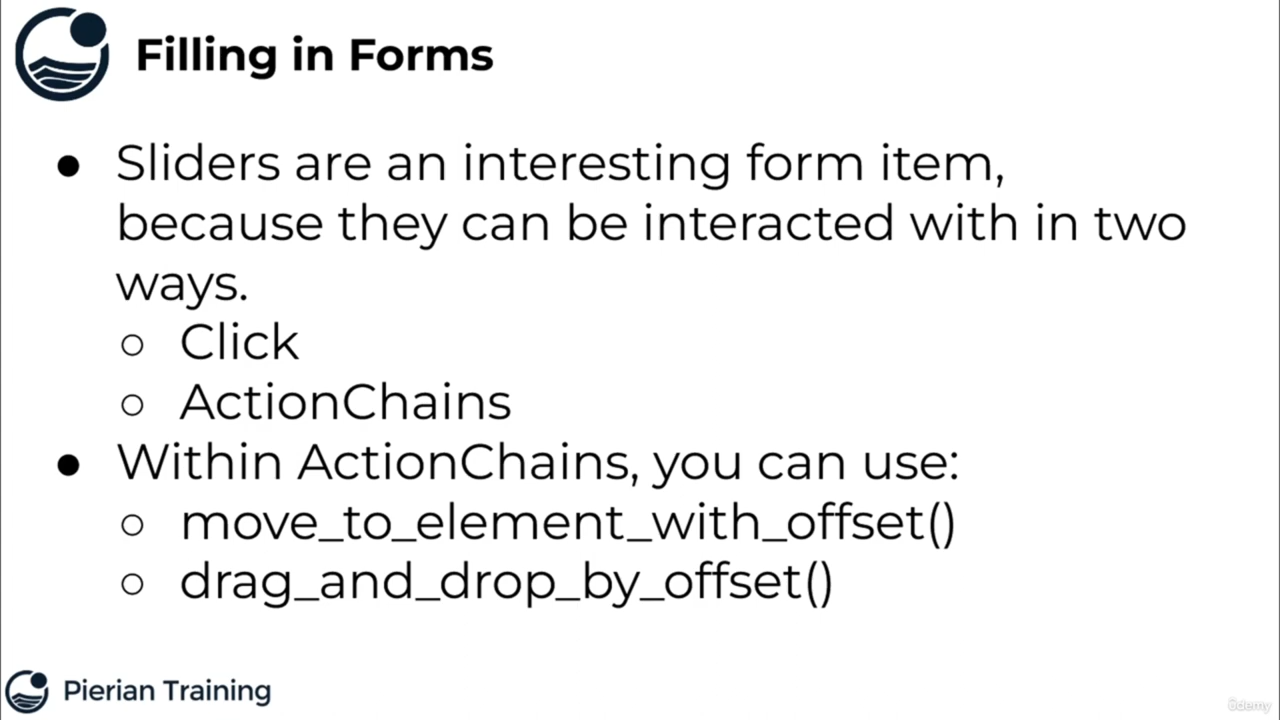 Filling in Forms
● Sliders are an interesting form item,
because they can be interacted with in two
ways.
○ Click
○ ActionChains
● Within ActionChains, you can use:
○ move_to_element_with_offset()
○ drag_and_drop_by_offset()
Pierian Training
ûdemy